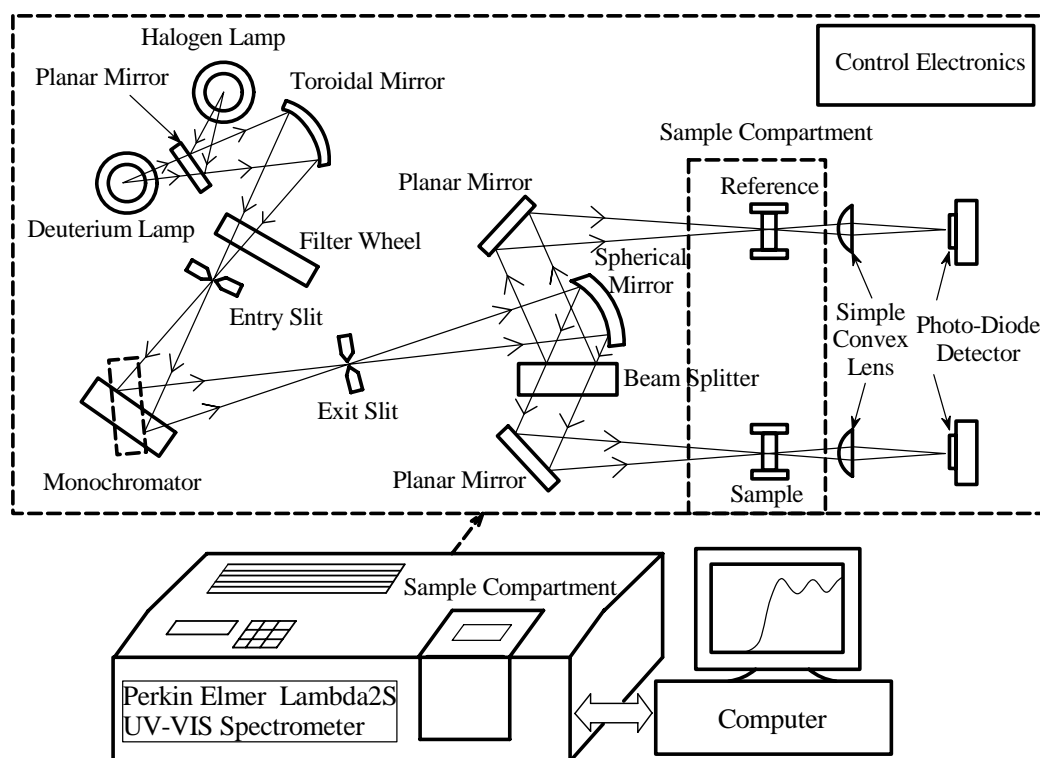 Halogen Lamp
Planar Mirror
Toroidal Mirror
Control Electronics
Sample Compartment
Planar Mirror
Reference
Deuterium Lamp
Filter Wheel
Spherical
Mirror
Entry Slit
Simple
Convex
Lens
Photo-Diode
Detector
Beam Splitter
Exit Slit
Monochromator
Planar Mirror
Sample
Sample Compartment
Perkin Elmer Lambda2S
UV-VIS Spectrometer
Computer